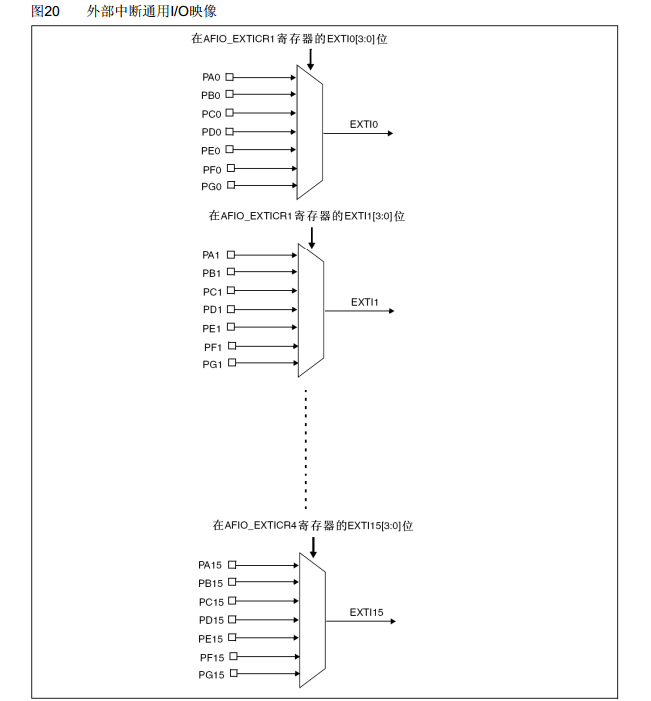 图20 外部中断通用I/O映像
在AFIO_EXTICR1寄存器的EXTI0[3:0]位
PA0
PB0
PC0
PD0
PE0
PF0
PG0
EXTI0
在AFIO_EXTICR1寄存器的EXTI1[3:0]位
PA1
PB1
PC1
PD1
PE1
PF1
PG1
EXTI1
在AFIO_EXTICR4寄存器的EXTI15[3:0]位
PA15
PB15
PC15
PD15
PE15
PF15
PG15
EXTI15